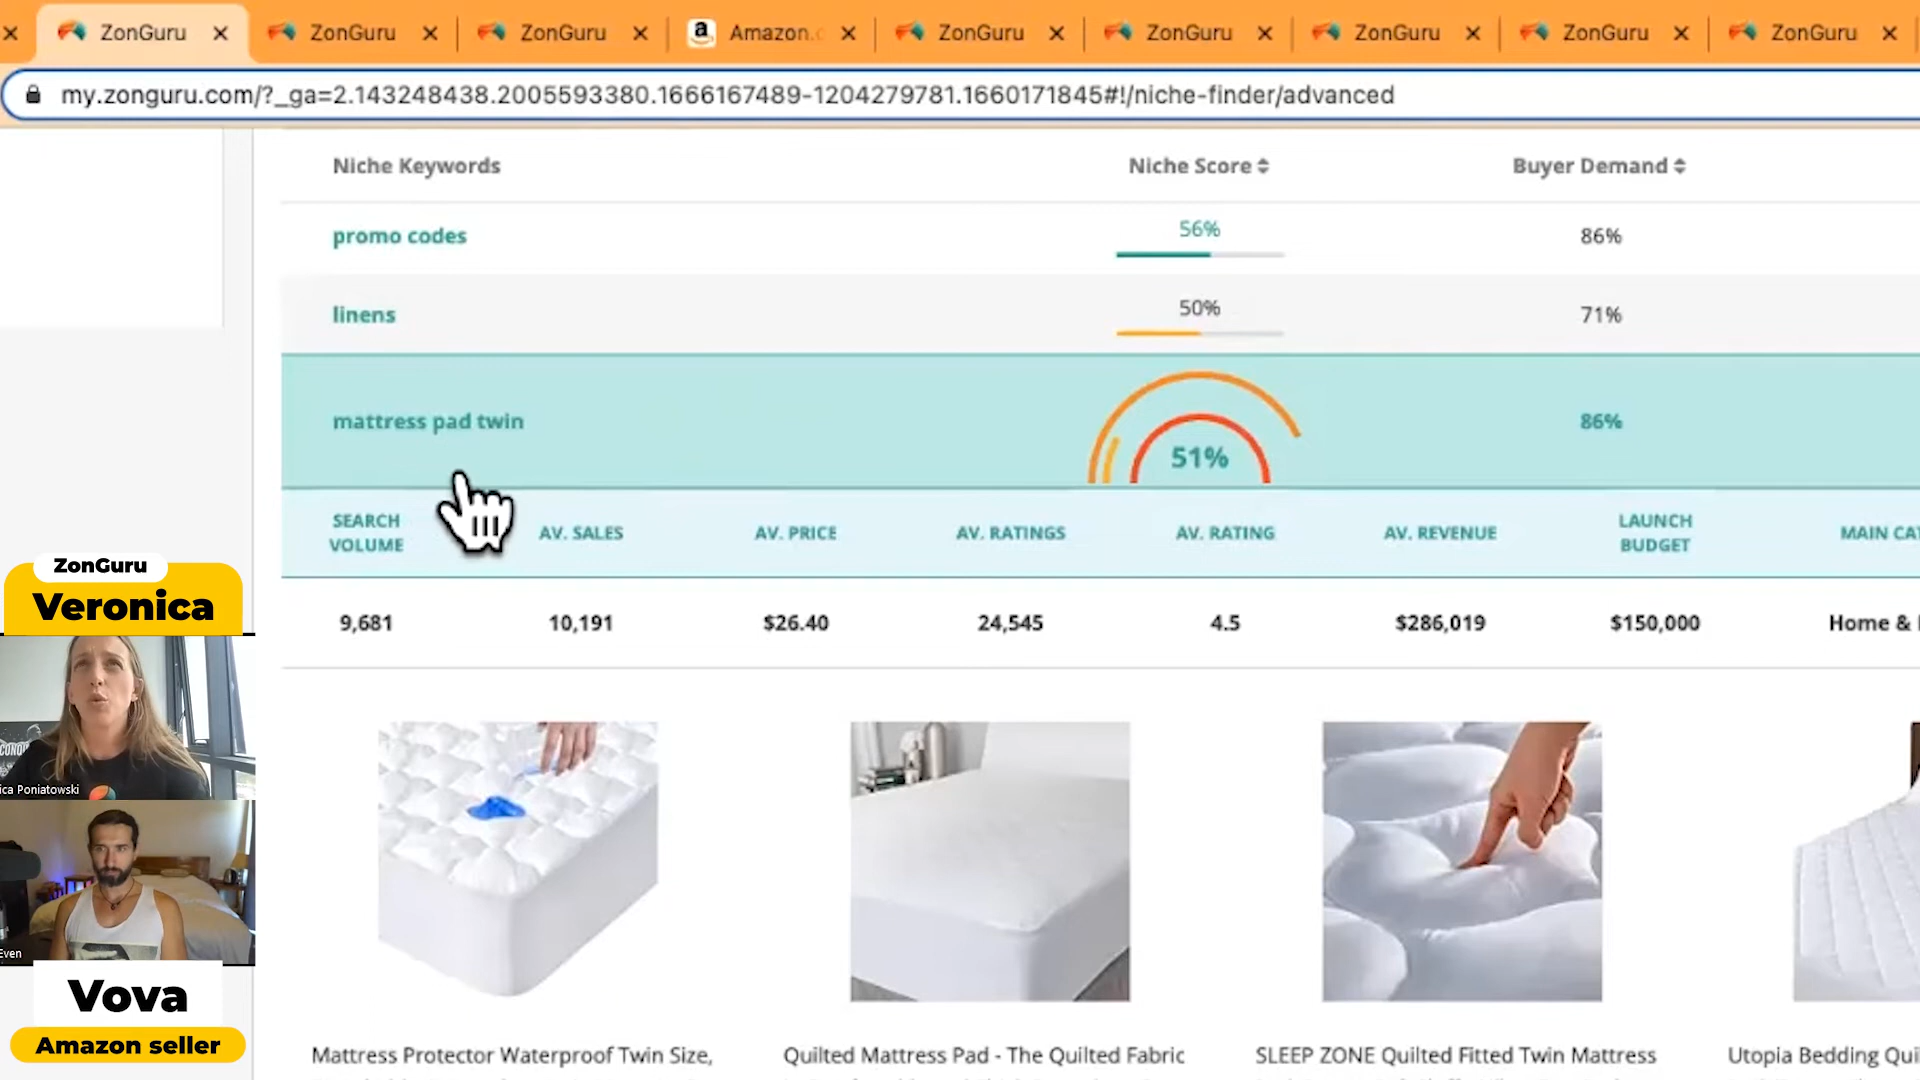 ZonGuru
ZonGuru
ZonGuru
a
Amazon.c
ZonGuru
ZonGuru
ZonGuru
ZonGuru
ZonGuru
my.zonguru.com/?_ga=2.143248438.2005593380.1666167489-1204279781.1660171845#!/niche-finder/advanced
Niche Keywords Niche Score Buyer Demand
promo codes 56% 86%
linens 50% 71%
mattress pad twin 51% 86%
SEARCH VOLUME AV. SALES AV. PRICE AV. RATINGS AV. RATING AV. REVENUE LAUNCH BUDGET MAIN CAT
9,681 10,191 $26.40 24,545 4.5 $286,019 $150,000 Home &
Mattress Protector Waterproof Twin Size,
Quilted Mattress Pad - The Quilted Fabric
SLEEP ZONE Quilted Fitted Twin Mattress
Utopia Bedding Qui
ZonGuru
Veronica
ica Poniatowski
Even
Vova
Amazon seller